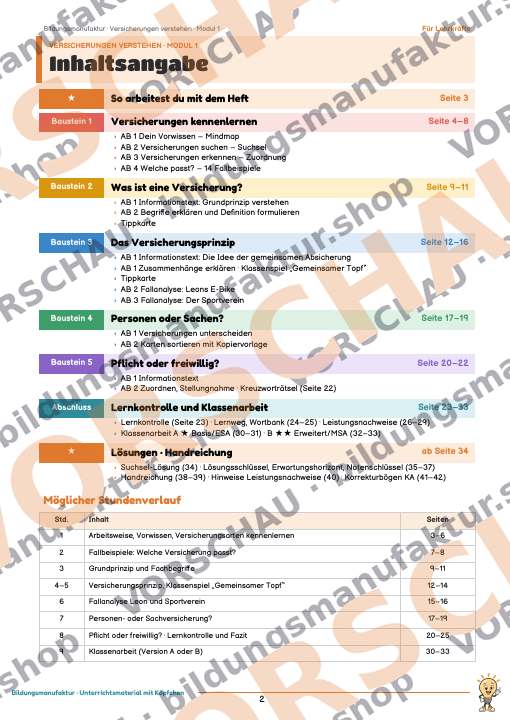 Bildungsmanufaktur · Versicherungen verstehen · Modul 1
Für Lehrkräfte
VERSICHERUNGEN VERSTEHEN · MODUL 1
Inhaltsangabe
★ So arbeitest du mit dem Heft Seite 3
Baustein 1 Versicherungen kennenlernen Seite 4–8
› AB 1 Dein Vorwissen – Mindmap
› AB 2 Versicherungen suchen – Suchsel
› AB 3 Versicherungen erkennen – Zuordnung
› AB 4 Welche passt? – 14 Fallbeispiele
Baustein 2 Was ist eine Versicherung? Seite 9–11
› AB 1 Informationstext: Grundprinzip verstehen
› AB 2 Begriffe erklären und Definition formulieren
› Tippkarte
Baustein 3 Das Versicherungsprinzip Seite 12–16
› AB 1 Informationstext: Die Idee der gemeinsamen Absicherung
› AB 1 Zusammenhänge erklären · Klassenspiel „Gemeinsamer Topf“
› Tippkarte
› AB 2 Fallanalyse: Leons E-Bike
› AB 3 Fallanalyse: Der Sportverein
Baustein 4 Personen oder Sachen? Seite 17–19
› AB 1 Versicherungen unterscheiden
› AB 2 Karten sortieren mit Kopiervorlage
Baustein 5 Pflicht oder freiwillig? Seite 20–22
› AB 1 Informationstext
› AB 2 Zuordnen, Stellungnahme · Kreuzworträtsel (Seite 22)
Abschluss Lernkontrolle und Klassenarbeit Seite 23–33
› Lernkontrolle (Seite 23) · Lernweg, Wortbank (24–25) · Leistungsnachweise (26–29)
› Klassenarbeit A ★ Basis/ESA (30–31) · B ★★ Erweitert/MSA (32–33)
★ Lösungen · Handreichung ab Seite 34
› Suchsel-Lösung (34) · Lösungsschlüssel, Erwartungshorizont, Notenschlüssel (35–37)
› Handreichung (38–39) · Hinweise Leistungsnachweise (40) · Korrekturbögen KA (41–42)
Möglicher Stundenverlauf
Std. Inhalt Seiten
1 Arbeitsweise, Vorwissen, Versicherungsarten kennenlernen 3–6
2 Fallbeispiele: Welche Versicherung passt? 7–8
3 Grundprinzip und Fachbegriffe 9–11
4–5 Versicherungsprinzip, Klassenspiel „Gemeinsamer Topf“ 12–14
6 Fallanalyse Leon und Sportverein 15–16
7 Personen- oder Sachversicherung? 17–19
8 Pflicht oder freiwillig? · Lernkontrolle und Fazit 20–25
9 Klassenarbeit (Version A oder B) 30–33
Bildungsmanufaktur · Unterrichtsmaterial mit Köpfchen
2
VORSCHAU · bildungsmanufaktur.shop